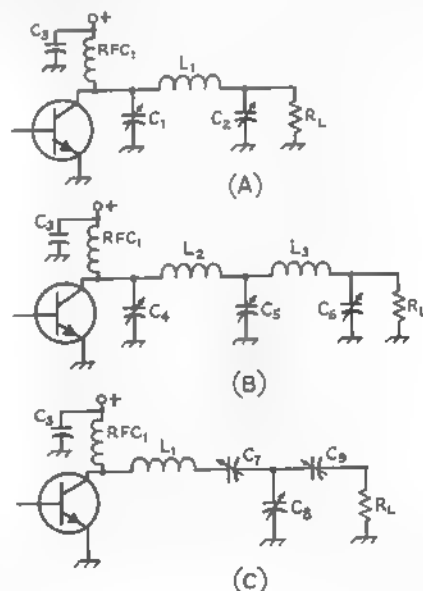 +
C3
RFC1
L1
C1
C2
RL
(A)
+
C3
RFC1
L2
L3
C4
C5
C6
RL
(B)
+
C3
RFC1
L1
C7
C9
C8
RL
(C)